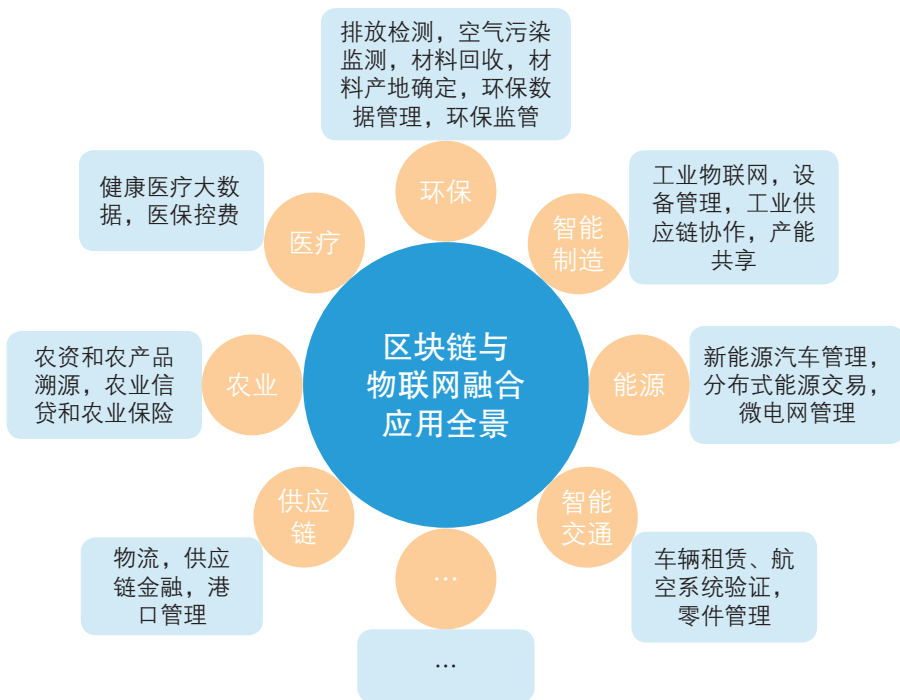 排放检测，空气污染
监测，材料回收，材
料产地确定，环保数
据管理，环保监管
环保
健康医疗大数
据，医保控费
医疗
智能
制造
工业物联网，设
备管理，工业供
应链协作，产能
共享
区块链与
物联网融合
应用全景
农资和农产品
溯源，农业信
贷和农业保险
农业
能源
新能源汽车管理，
分布式能源交易，
微电网管理
供应
链
物流，供应
链金融，港
口管理
智能
交通
车辆租赁、航
空系统验证，
零件管理
…
…